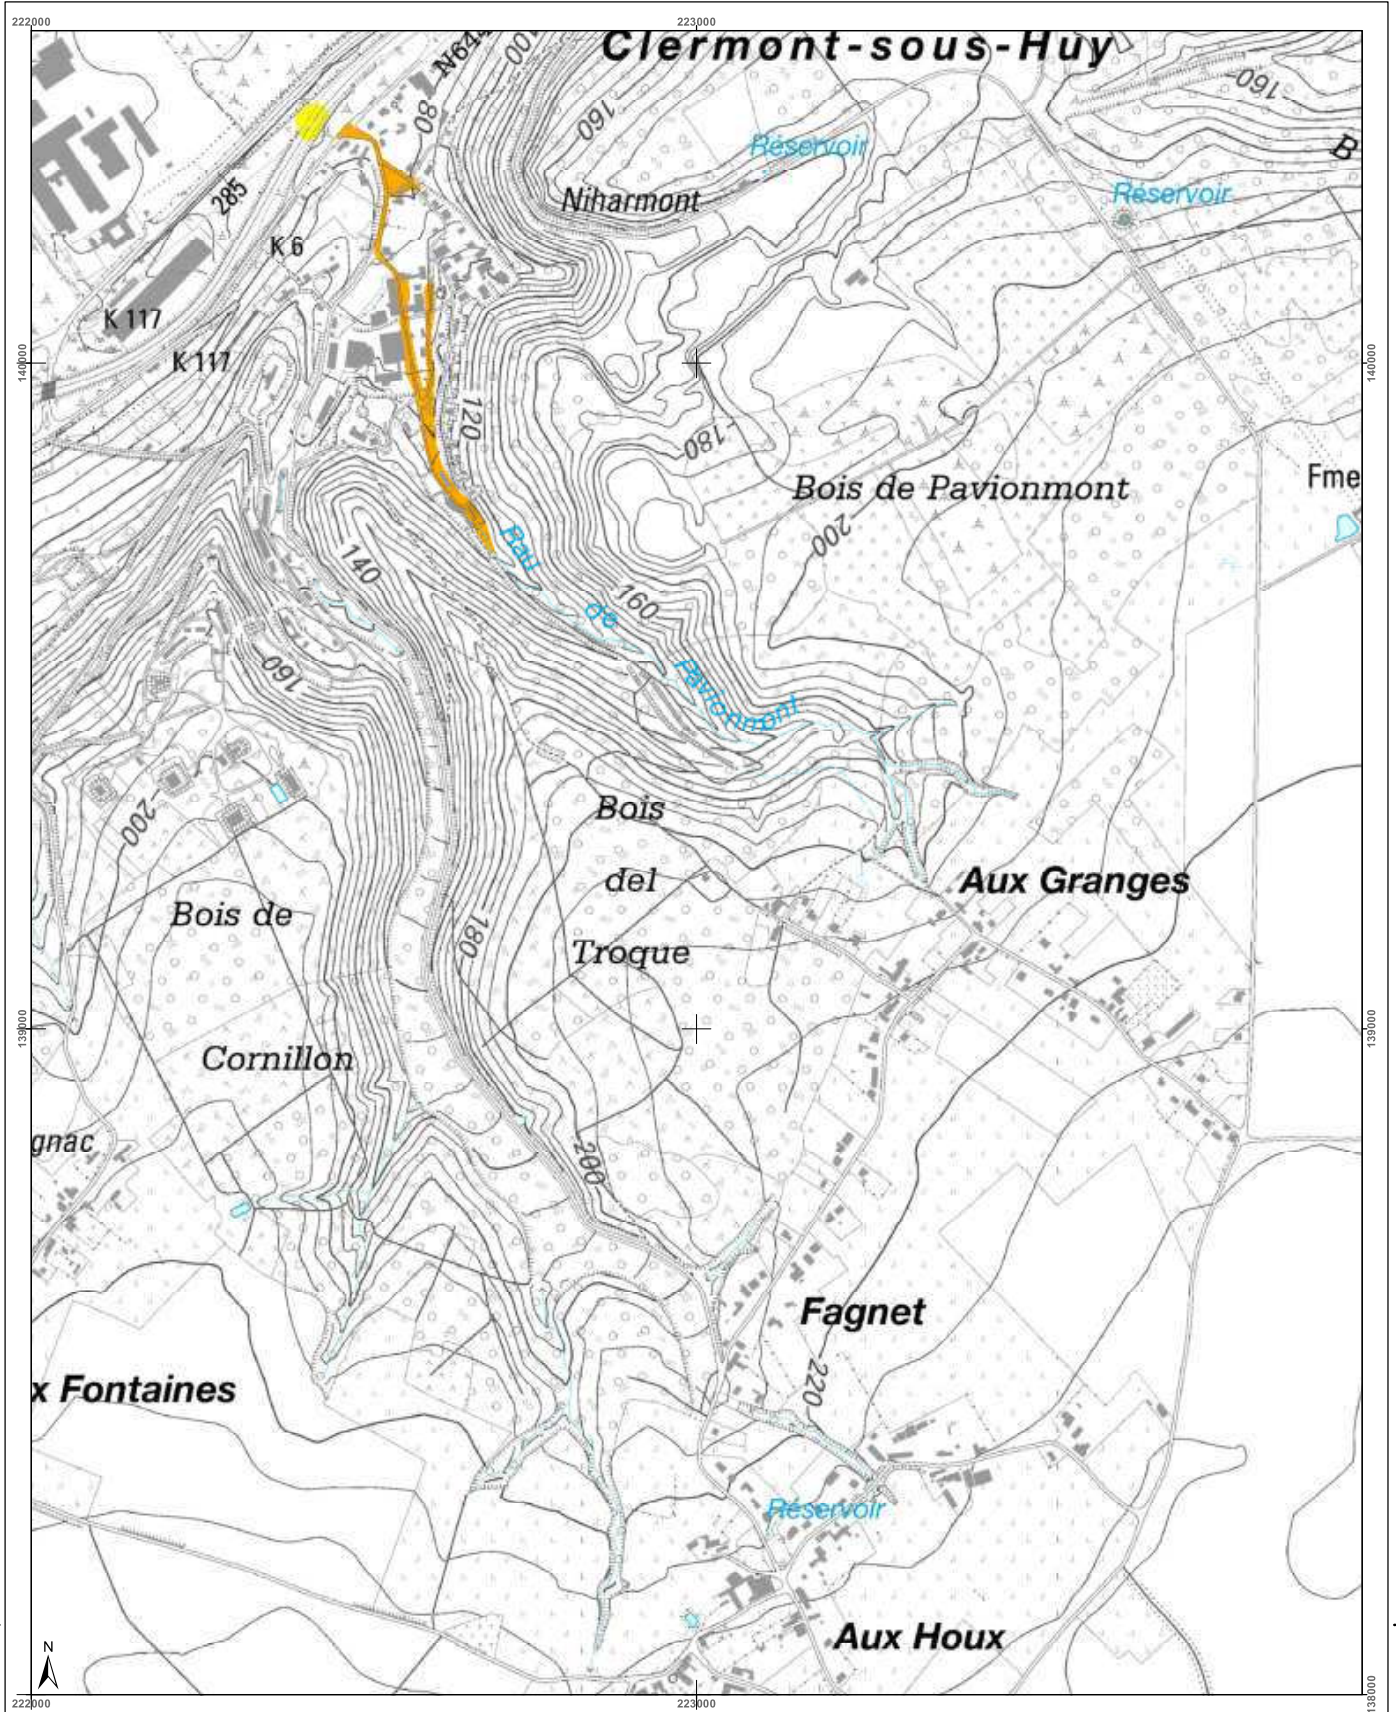 222000
223000
Clermont-sous-Huy
100
160
160
80
Réservoir
B
285
Niharmont
Réservoir
K 6
K 117
K 117
140000
140000
120
180
Bois de Pavionmont
Fme
200
Rau
140
de
160
160
Pavionmont
Bois
200
del
Aux Granges
Bois de
180
Troque
139000
139000
Cornillon
gnac
200
Fagnet
x Fontaines
220
Réservoir
Aux Houx
N
222000
223000
138000